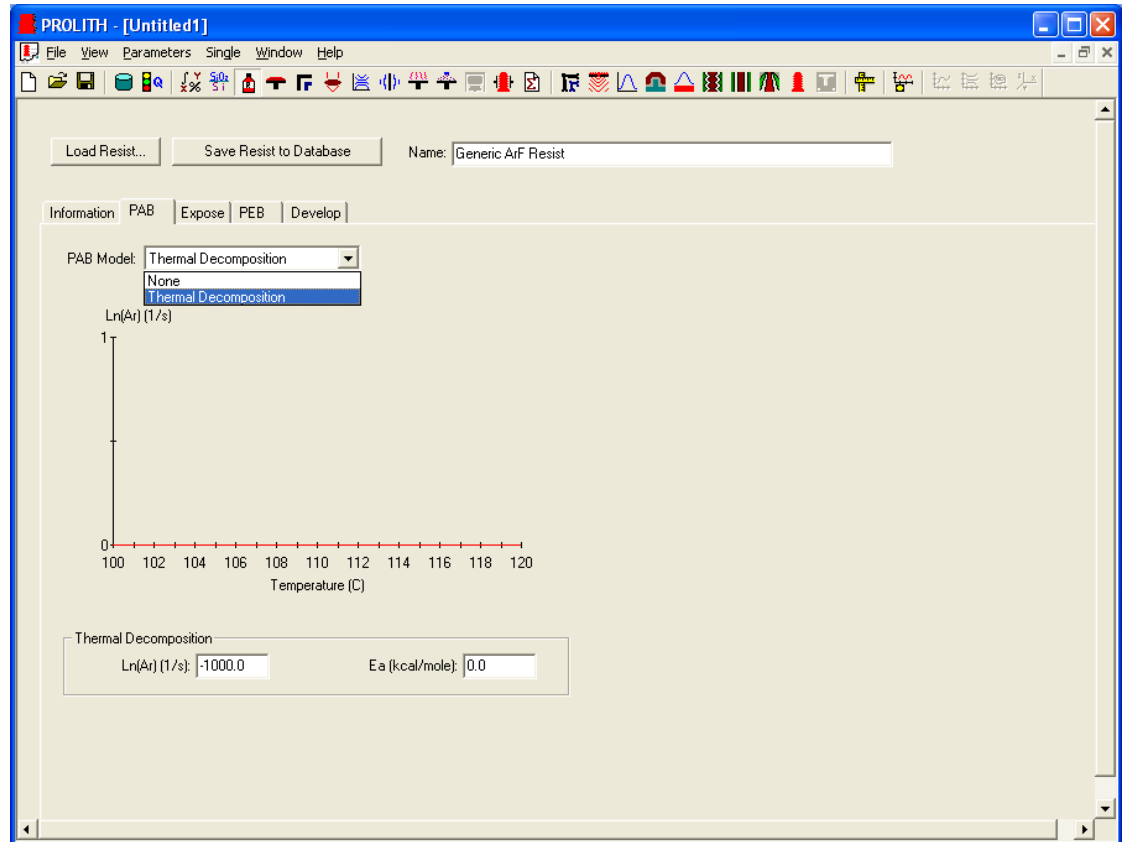 PROLITH - [Untitled1]
File View Parameters Single Window Help
Load Resist... Save Resist to Database Name: Generic ArF Resist
Information PAB Expose PEB Develop
PAB Model: Thermal Decomposition
None
Thermal Decomposition
Ln(Ar) (1/s)
1
0
100 102 104 106 108 110 112 114 116 118 120
Temperature (C)
Thermal Decomposition
Ln(Ar) (1/s): -1000.0 Ea (kcal/mole): 0.0